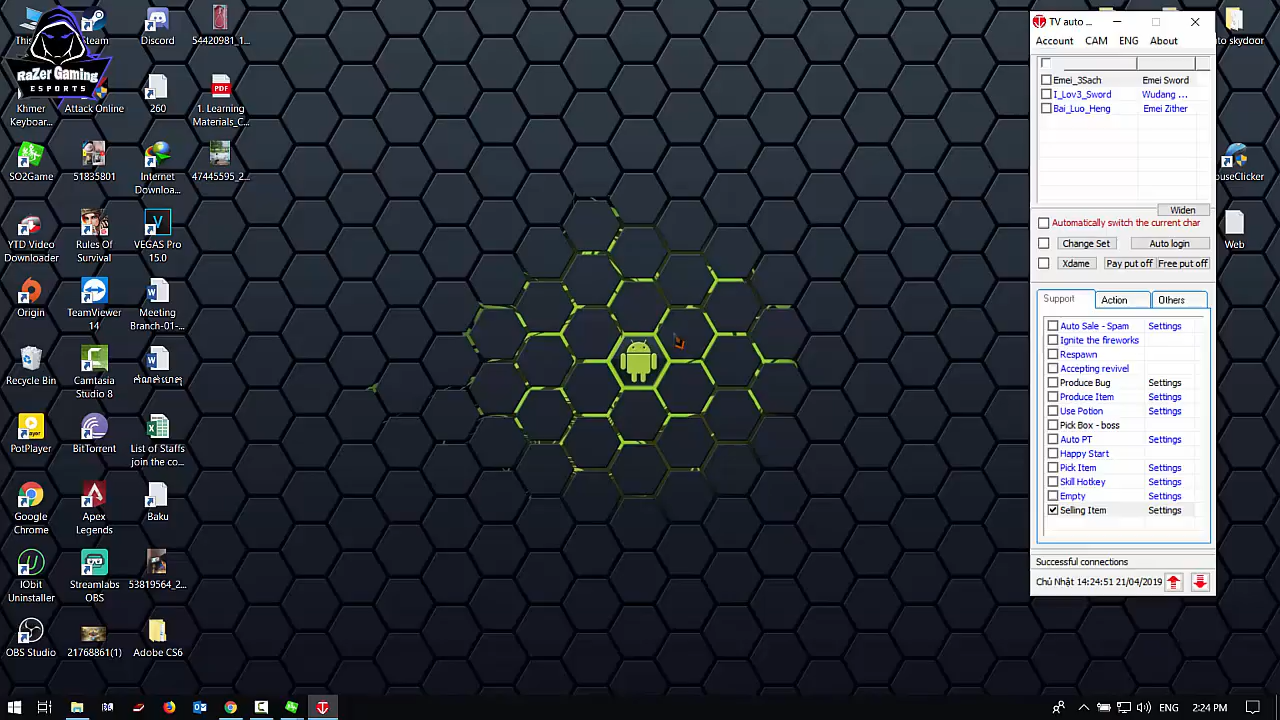 RaZer Gaming
ESPORTS
Discord
54420981_1...
Khmer
Keyboar...
Attack Online
260
1. Learning
Materials_C...
SO2Game
51835801
Internet
Downloa...
47445595_2...
YTD Video
Downloader
Rules Of
Survival
VEGAS Pro
15.0
Origin
TeamViewer
14
Meeting
Branch-01-...
Recycle Bin
Camtasia
Studio 8
PotPlayer
BitTorrent
List of Staffs
join the co...
Google
Chrome
Apex
Legends
Baku
IObit
Uninstaller
Streamlabs
OBS
53819564_2...
OBS Studio
21768861(1)
Adobe CS6
TV auto ...
Account CAM ENG About
Emei_3Sach Emei Sword
I_Lov3_Sword Wudang ...
Bai_Luo_Heng Emei Zither
Widen
Automatically switch the current char
Change Set Auto login
Xdame Pay put off Free put off
Support Action Others
Auto Sale - Spam Settings
Ignite the fireworks
Respawn
Accepting revivel
Produce Bug Settings
Produce Item Settings
Use Potion Settings
Pick Box - boss
Auto PT Settings
Happy Start
Pick Item Settings
Skill Hotkey Settings
Empty Settings
Selling Item Settings
Successful connections
Chủ Nhật 14:24:51 21/04/2019
to skydoor
ouseClicker
Web
ENG 2:24 PM